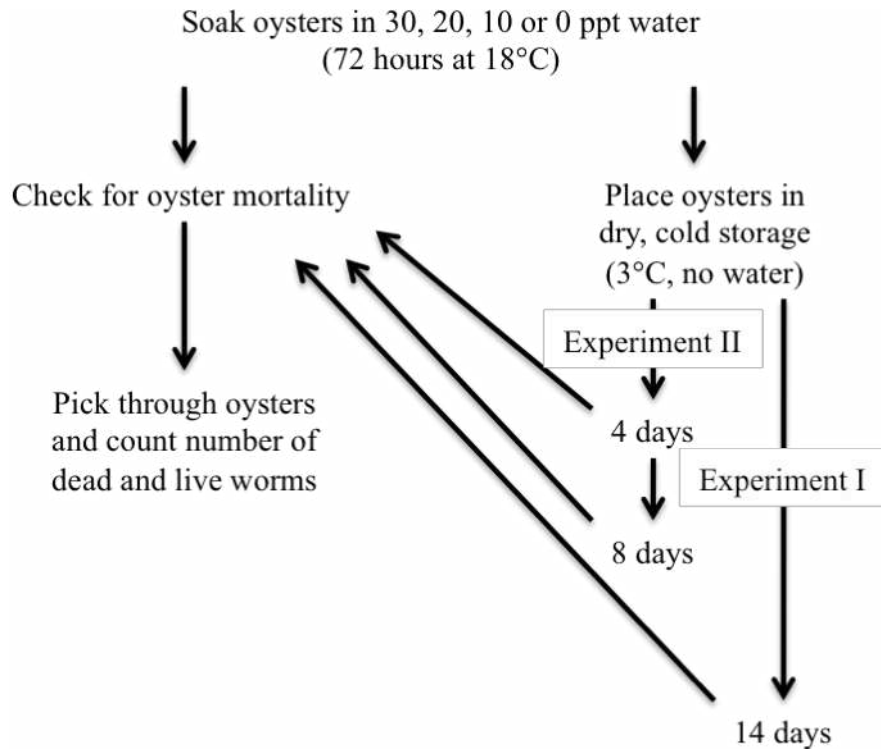 Soak oysters in 30, 20, 10 or 0 ppt water
(72 hours at 18°C)
Check for oyster mortality
Place oysters in
dry, cold storage
(3°C, no water)
Experiment II
Pick through oysters
and count number of
dead and live worms
4 days
Experiment I
8 days
14 days